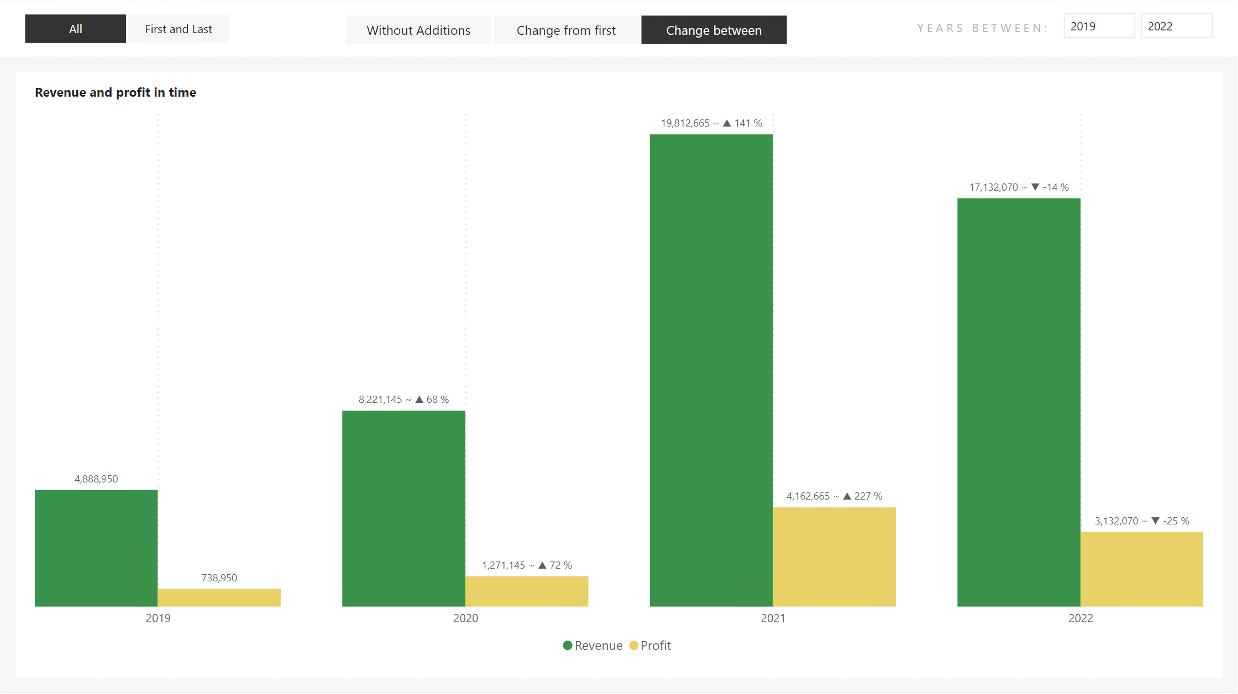 All First and Last Without Additions Change from first Change between YEARS BETWEEN: 2019 2022
Revenue and profit in time
19,812,665 ~ ▲ 141 %
17,132,070 ~ ▼ -14 %
8,221,145 ~ ▲ 68 %
4,888,950
4,162,665 ~ ▲ 227 %
3,132,070 ~ ▼ -25 %
1,271,145 ~ ▲ 72 %
738,950
2019 2020 2021 2022
Revenue Profit